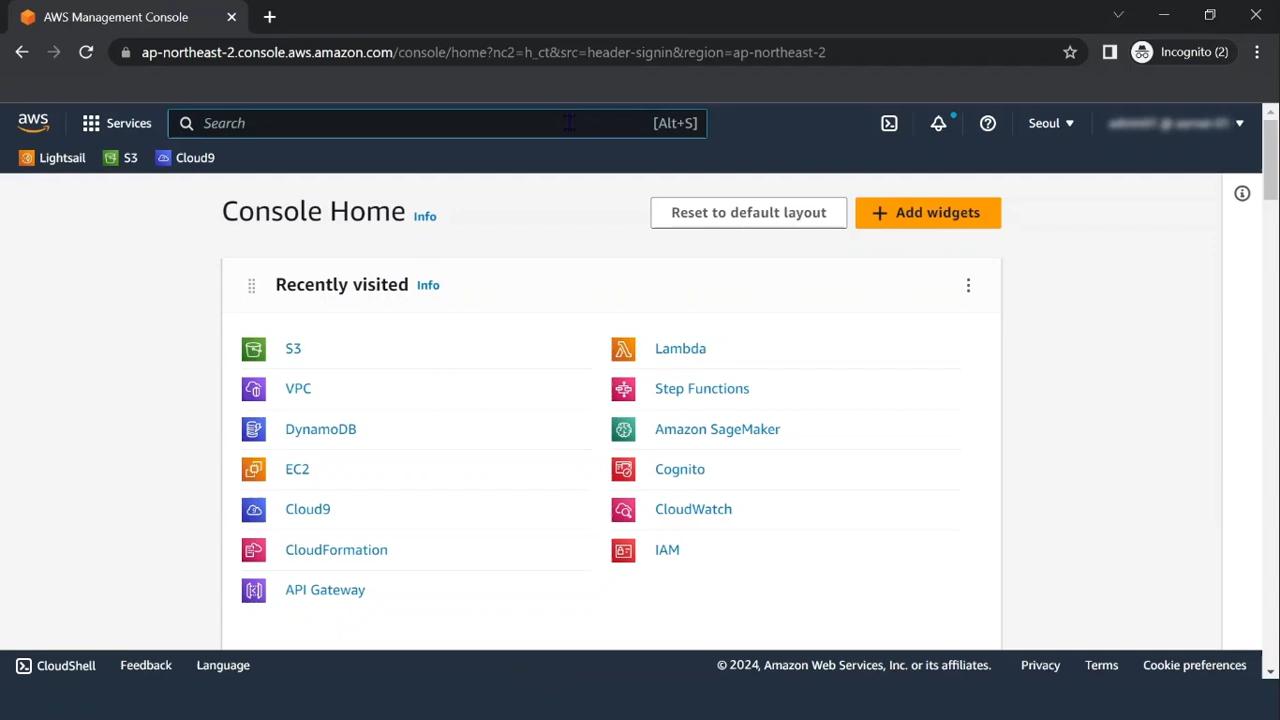 AWS Management Console
ap-northeast-2.console.aws.amazon.com/console/home?nc2=h_ct&src=header-signin&region=ap-northeast-2
Incognito (2)
aws
Services
Search
[Alt+S]
Seoul
Lightsail
S3
Cloud9
Console Home
Info
Reset to default layout
+ Add widgets
Recently visited
Info
S3
Lambda
VPC
Step Functions
DynamoDB
Amazon SageMaker
EC2
Cognito
Cloud9
CloudWatch
CloudFormation
IAM
API Gateway
CloudShell
Feedback
Language
© 2024, Amazon Web Services, Inc. or its affiliates.
Privacy
Terms
Cookie preferences